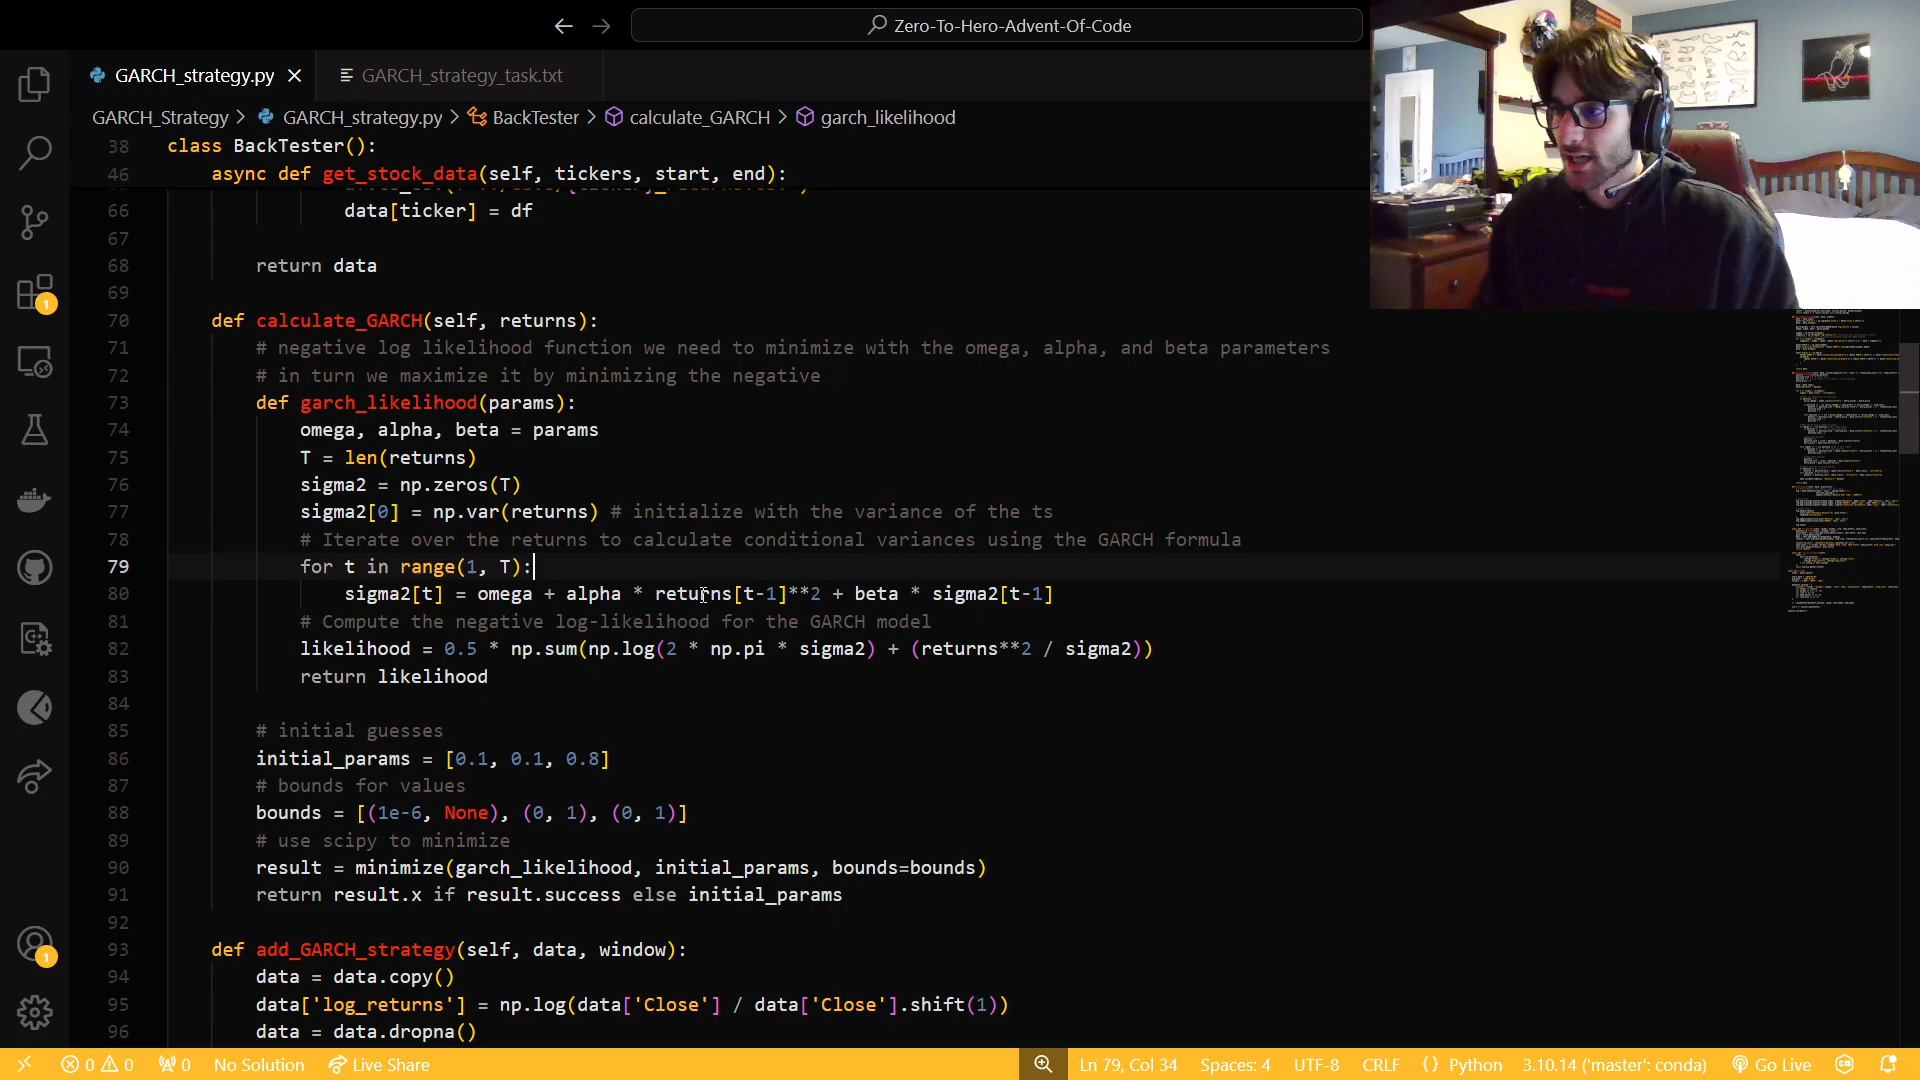 Zero-To-Hero-Advent-Of-Code
GARCH_strategy.py
GARCH_strategy_task.txt
GARCH_Strategy > GARCH_strategy.py > BackTester > calculate_GARCH > garch_likelihood
38 class BackTester():
46 async def get_stock_data(self, tickers, start, end):
66 data[ticker] = df
67
68 return data
69
70 def calculate_GARCH(self, returns):
71 # negative log likelihood function we need to minimize with the omega, alpha, and beta parameters
72 # in turn we maximize it by minimizing the negative
73 def garch_likelihood(params):
74 omega, alpha, beta = params
75 T = len(returns)
76 sigma2 = np.zeros(T)
77 sigma2[0] = np.var(returns) # initialize with the variance of the ts
78 # Iterate over the returns to calculate conditional variances using the GARCH formula
79 for t in range(1, T):
80 sigma2[t] = omega + alpha * returns[t-1]**2 + beta * sigma2[t-1]
81 # Compute the negative log-likelihood for the GARCH model
82 likelihood = 0.5 * np.sum(np.log(2 * np.pi * sigma2) + (returns**2 / sigma2))
83 return likelihood
84
85 # initial guesses
86 initial_params = [0.1, 0.1, 0.8]
87 # bounds for values
88 bounds = [(1e-6, None), (0, 1), (0, 1)]
89 # use scipy to minimize
90 result = minimize(garch_likelihood, initial_params, bounds=bounds)
91 return result.x if result.success else initial_params
92
93 def add_GARCH_strategy(self, data, window):
94 data = data.copy()
95 data['log_returns'] = np.log(data['Close'] / data['Close'].shift(1))
96 data = data.dropna()
1
1
0 0 0 No Solution Live Share Ln 79, Col 34 Spaces: 4 UTF-8 CRLF {} Python 3.10.14 ('master': conda) Go Live